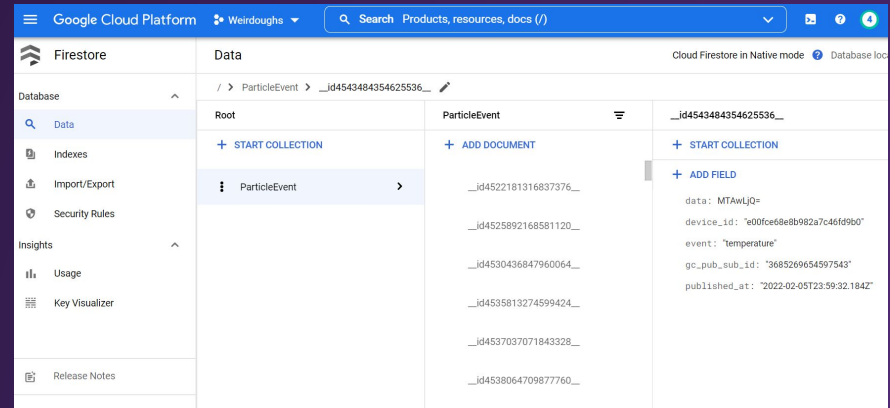 Google Cloud Platform Weirdoughs Search Products, resources, docs (/) 4
Firestore
Data
Cloud Firestore in Native mode Database loc
/ > ParticleEvent > __id4543484354625536__
Database
Data
Indexes
Import/Export
Security Rules
Insights
Usage
Key Visualizer
Release Notes
Root
+ START COLLECTION
ParticleEvent
ParticleEvent
+ ADD DOCUMENT
__id4522181316837376__
__id4525892168581120__
__id4530436847960064__
__id4535813274599424__
__id4537037071843328__
__id4538064709877760__
__id4543484354625536__
+ START COLLECTION
+ ADD FIELD
data: MTAwLjQ=
device_id: "e00fce68e8b982a7c46fd9b0"
event: "temperature"
gc_pub_sub_id: "3685269654597543"
published_at: "2022-02-05T23:59:32.184Z"